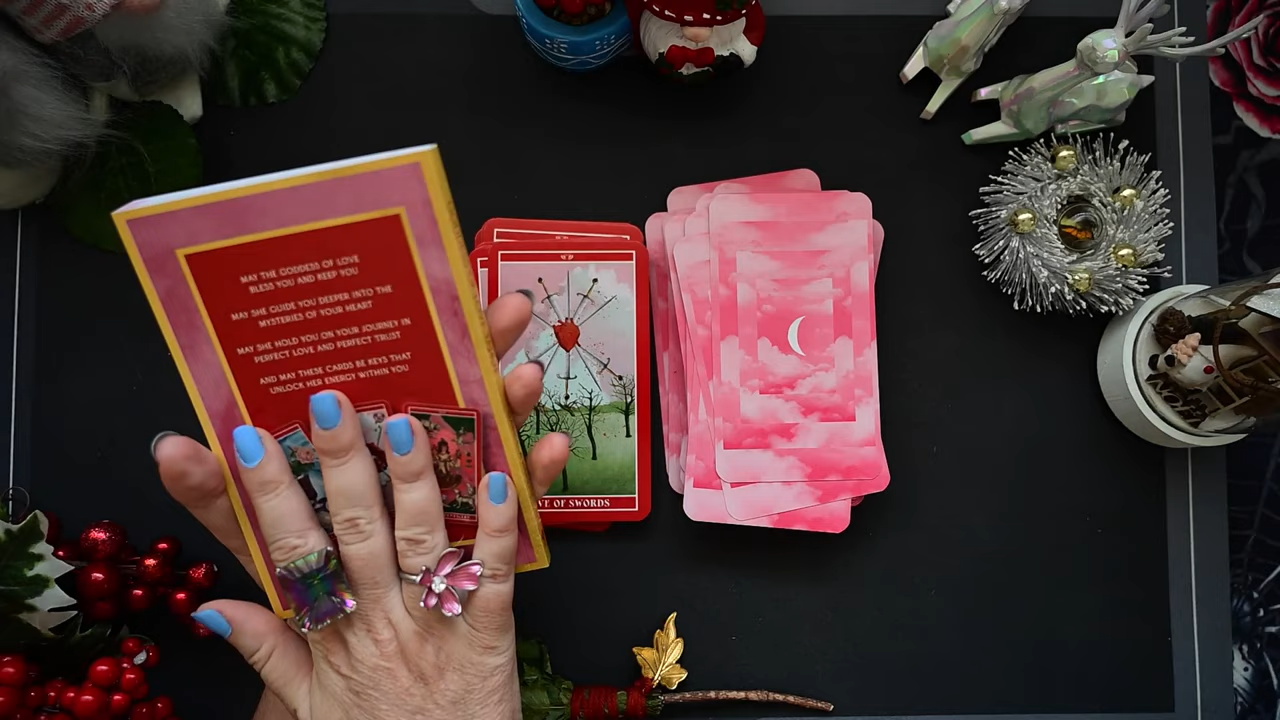 MAY THE GODDESS OF LOVE
BLESS YOU AND KEEP YOU
MAY SHE GUIDE YOU DEEPER INTO THE
MYSTERIES OF YOUR HEART
MAY SHE HOLD YOU ON YOUR JOURNEY IN
PERFECT LOVE AND PERFECT TRUST
AND MAY THESE CARDS BE KEYS THAT
UNLOCK HER ENERGY WITHIN YOU
OF SWORDS